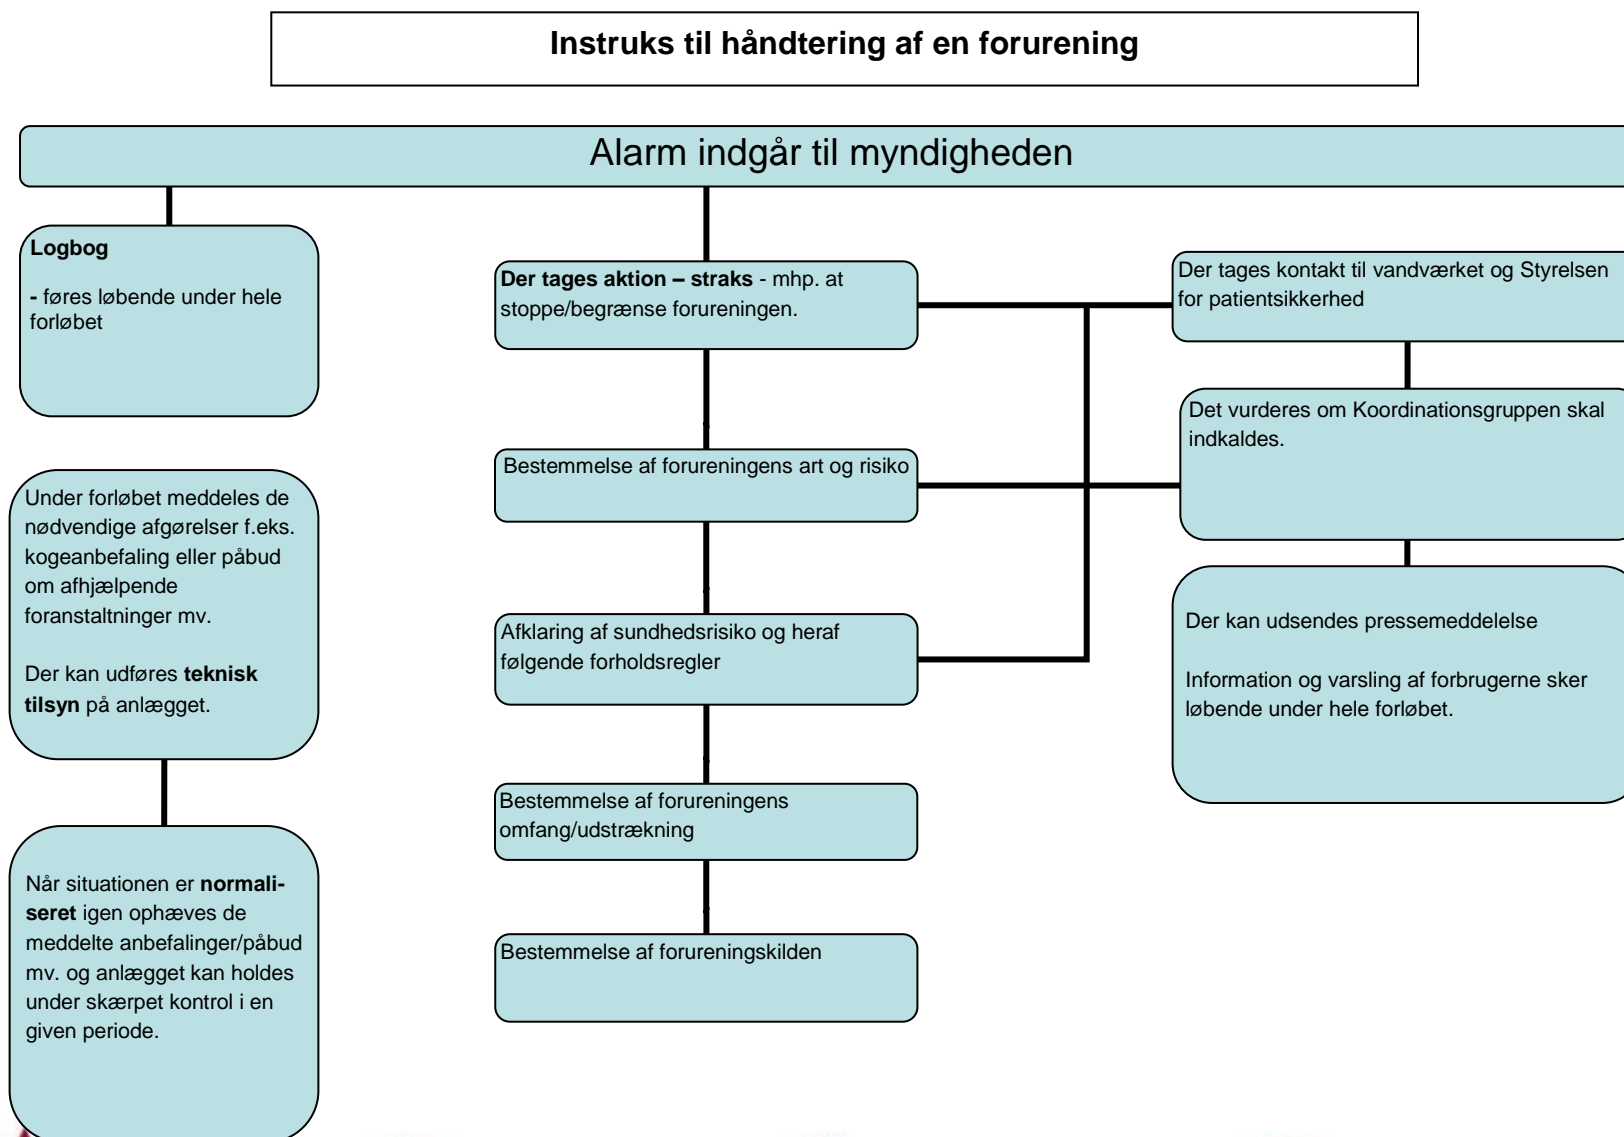 Instruks til håndtering af en forurening
Alarm indgår til myndigheden
Logbog
- føres løbende under hele
forløbet
Under forløbet meddeles de
nødvendige afgørelser f.eks.
kogeanbefaling eller påbud
om afhjælpende
foranstaltninger mv.
Der kan udføres teknisk
tilsyn på anlægget.
Når situationen er normali-
seret igen ophæves de
meddelte anbefalinger/påbud
mv. og anlægget kan holdes
under skærpet kontrol i en
given periode.
Der tages aktion – straks - mhp. at
stoppe/begrænse forureningen.
Bestemmelse af forureningens art og risiko
Afklaring af sundhedsrisiko og heraf
følgende forholdsregler
Bestemmelse af forureningens
omfang/udstrækning
Bestemmelse af forureningskilden
Der tages kontakt til vandværket og Styrelsen
for patientsikkerhed
Det vurderes om Koordinationsgruppen skal
indkaldes.
Der kan udsendes pressemeddelelse
Information og varsling af forbrugerne sker
løbende under hele forløbet.